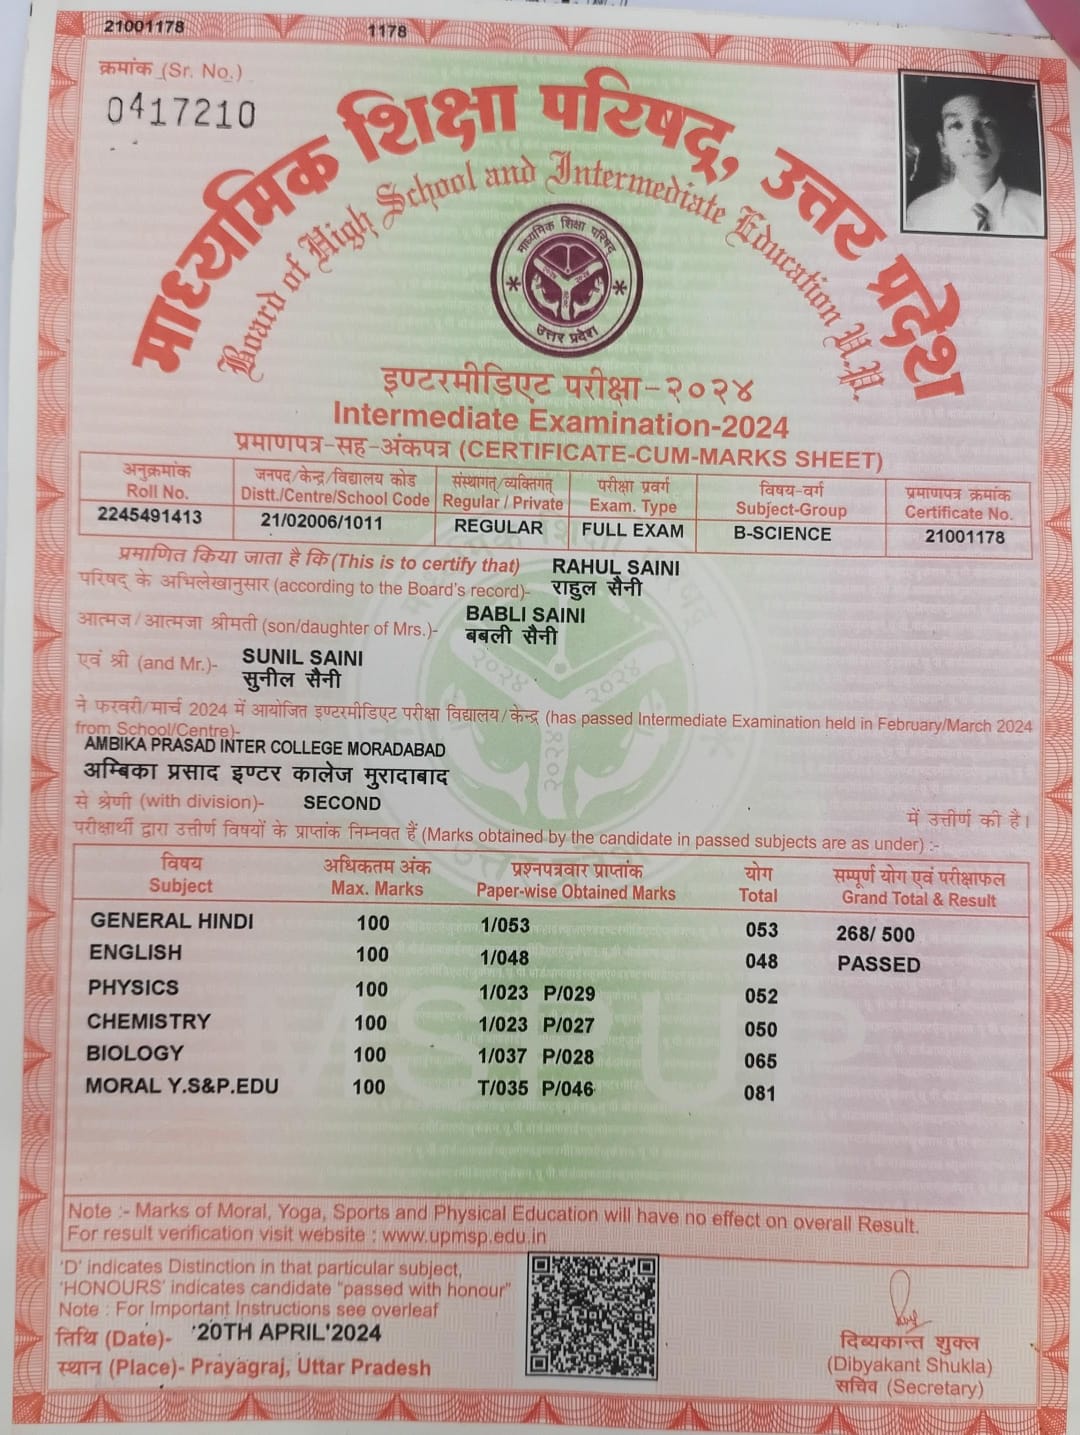 21001178 1178
क्रमांक (Sr. No.)
0417210
माध्यमिक शिक्षा परिषद्, उत्तर प्रदेश
Board of High School and Intermediate Education U.P.
माध्यमिक शिक्षा परिषद
उत्तर प्रदेश
इण्टरमीडिएट परीक्षा-२०२४
Intermediate Examination-2024
प्रमाणपत्र-सह-अंकपत्र (CERTIFICATE-CUM-MARKS SHEET)
अनुक्रमांक जनपद/केन्द्र/विद्यालय कोड संस्थागत्/व्यक्तिगत् परीक्षा प्रवर्ग विषय-वर्ग प्रमाणपत्र क्रमांक
Roll No. Distt./Centre/School Code Regular / Private Exam. Type Subject-Group Certificate No.
2245491413 21/02006/1011 REGULAR FULL EXAM B-SCIENCE 21001178
प्रमाणित किया जाता है कि (This is to certify that) RAHUL SAINI
परिषद् के अभिलेखानुसार (according to the Board's record)- राहुल सैनी
BABLI SAINI
आत्मज/आत्मजा श्रीमती (son/daughter of Mrs.)- बबली सैनी
एवं श्री (and Mr.)- SUNIL SAINI
सुनील सैनी
ने फरवरी/मार्च 2024 में आयोजित इण्टरमीडिएट परीक्षा विद्यालय/केन्द्र (has passed Intermediate Examination held in February/March 2024
from School/Centre)-
AMBIKA PRASAD INTER COLLEGE MORADABAD
अम्बिका प्रसाद इण्टर कालेज मुरादाबाद
से श्रेणी (with division)- SECOND में उत्तीर्ण की है।
परीक्षार्थी द्वारा उत्तीर्ण विषयों के प्राप्तांक निम्नवत हैं (Marks obtained by the candidate in passed subjects are as under) :-
विषय अधिकतम अंक प्रश्नपत्रवार प्राप्तांक योग सम्पूर्ण योग एवं परीक्षाफल
Subject Max. Marks Paper-wise Obtained Marks Total Grand Total & Result
GENERAL HINDI 100 1/053 053 268/ 500
ENGLISH 100 1/048 048 PASSED
PHYSICS 100 1/023 P/029 052
CHEMISTRY 100 1/023 P/027 050
BIOLOGY 100 1/037 P/028 065
MORAL Y.S&P.EDU 100 T/035 P/046 081
MSPUP
Note :- Marks of Moral, Yoga, Sports and Physical Education will have no effect on overall Result.
For result verification visit website : www.upmsp.edu.in
'D' indicates Distinction in that particular subject,
'HONOURS' indicates candidate "passed with honour"
Note : For Important Instructions see overleaf
तिथि (Date)- '20TH APRIL'2024
स्थान (Place)- Prayagraj, Uttar Pradesh
दिब्यकान्त शुक्ल
(Dibyakant Shukla)
सचिव (Secretary)